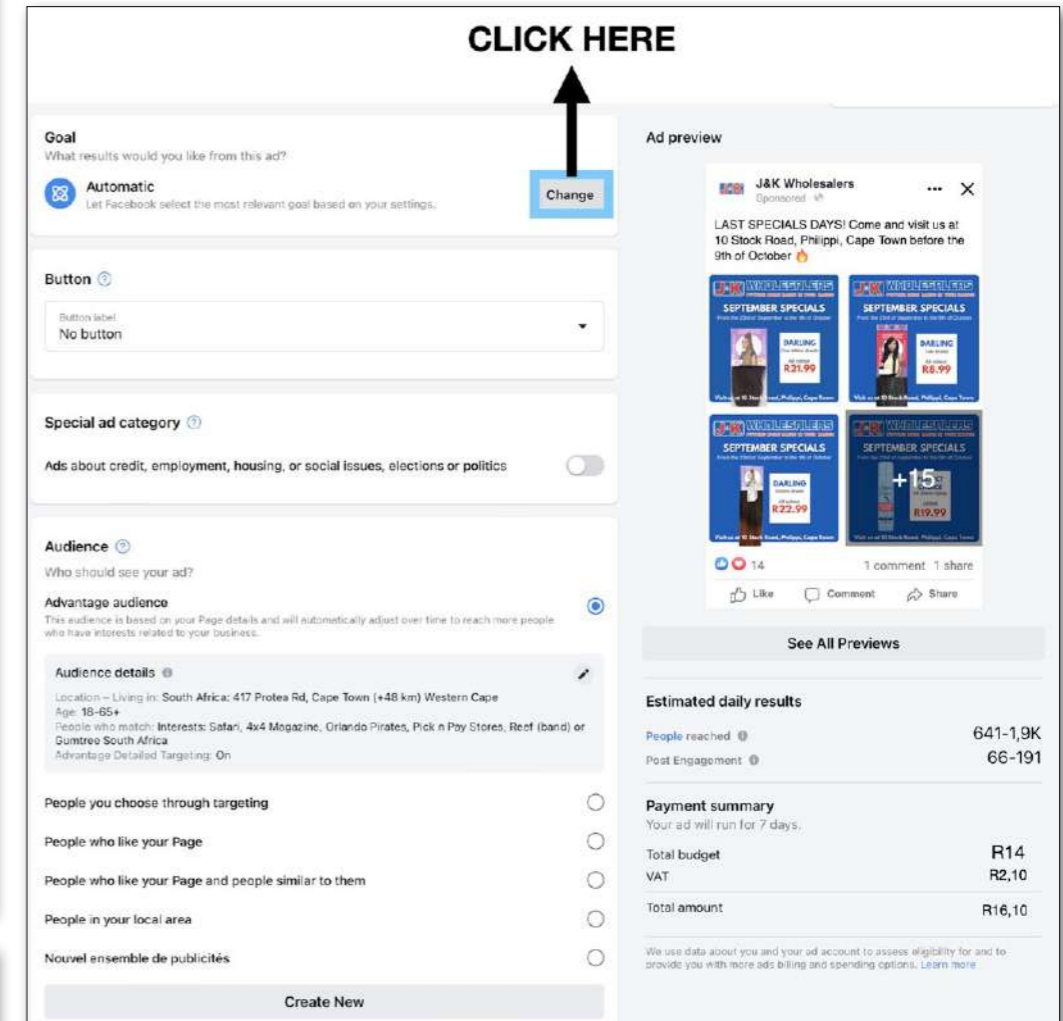 CLICK HERE
Goal
What results would you like from this ad?
Automatic
Let Facebook select the most relevant goal based on your settings.
Change
Button
Button label
No button
Special ad category
Ads about credit, employment, housing, or social issues, elections or politics
Audience
Who should see your ad?
Advantage audience
This audience is based on your Page details and will automatically adjust over time to reach more people
who have interests related to your business.
Audience details
Location – Living in: South Africa: 417 Protea Rd, Cape Town (+48 km) Western Cape
Age: 18-65+
People who match: Interests: Safari, 4x4 Magazine, Orlando Pirates, Pick n Pay Stores, Reef (band) or
Gumtree South Africa
Advantage Detailed Targeting: On
People you choose through targeting
People who like your Page
People who like your Page and people similar to them
People in your local area
Nouvel ensemble de publicités
Create New
Ad preview
J&K Wholesalers
Sponsored
LAST SPECIALS DAYS! Come and visit us at
10 Stock Road, Philippi, Cape Town before the
9th of October
J&K WHOLESALERS
SEPTEMBER SPECIALS
DARLING
R21.99
J&K WHOLESALERS
SEPTEMBER SPECIALS
DARLING
R8.99
J&K WHOLESALERS
SEPTEMBER SPECIALS
DARLING
R22.99
J&K WHOLESALERS
SEPTEMBER SPECIALS
+15
R19.99
14
1 comment 1 share
Like Comment Share
See All Previews
Estimated daily results
People reached 641-1,9K
Post Engagement 66-191
Payment summary
Your ad will run for 7 days.
Total budget R14
VAT R2,10
Total amount R16,10
We use data about you and your ad account to assess eligibility for and to
provide you with more ads billing and spending options. Learn more